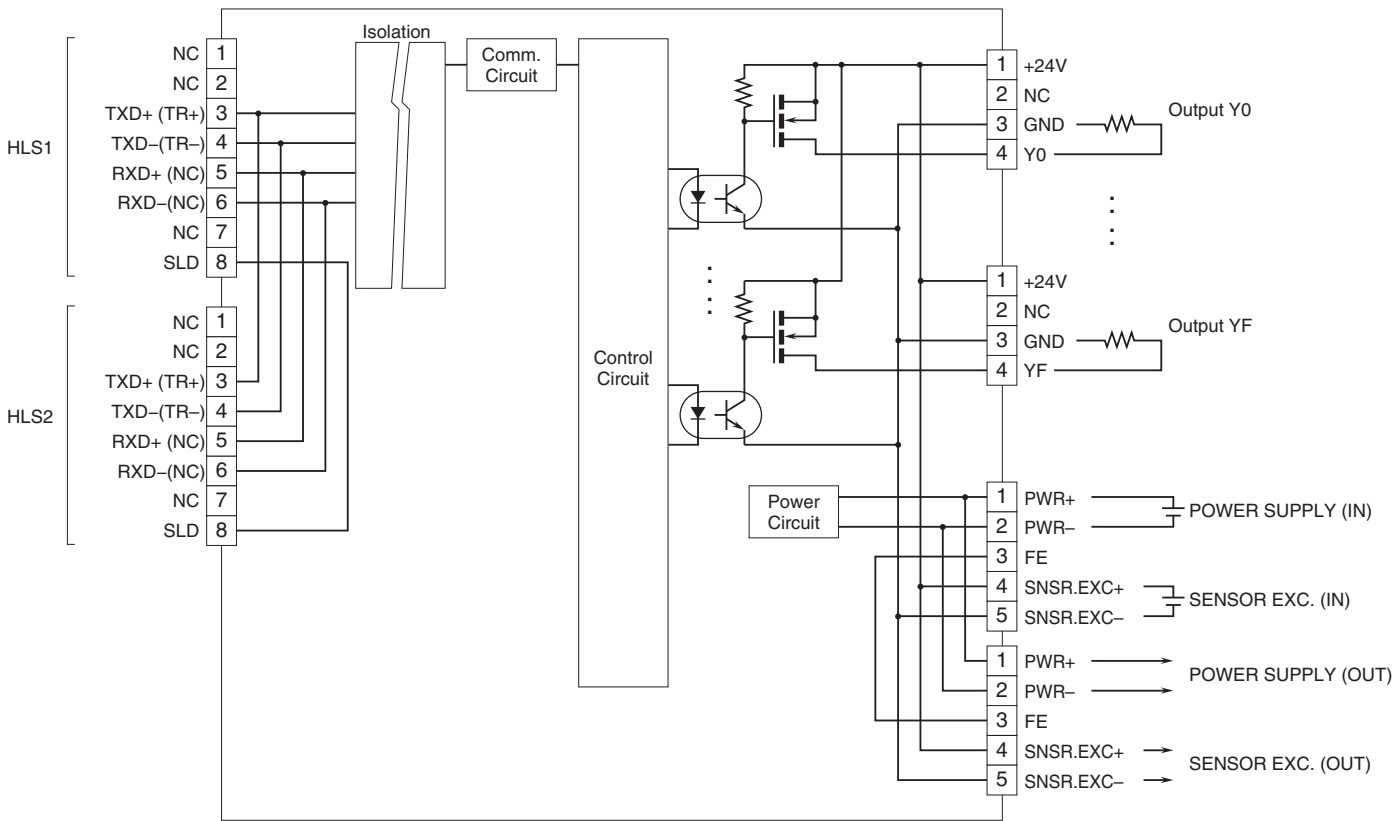 HLS1
NC 1
NC 2
TXD+ (TR+) 3
TXD–(TR–) 4
RXD+ (NC) 5
RXD–(NC) 6
NC 7
SLD 8
HLS2
NC 1
NC 2
TXD+ (TR+) 3
TXD–(TR–) 4
RXD+ (NC) 5
RXD–(NC) 6
NC 7
SLD 8
Isolation
Comm.
Circuit
Control
Circuit
Power
Circuit
1 +24V
2 NC
3 GND
4 Y0
Output Y0
1 +24V
2 NC
3 GND
4 YF
Output YF
1 PWR+
2 PWR–
POWER SUPPLY (IN)
3 FE
4 SNSR.EXC+
5 SNSR.EXC–
SENSOR EXC. (IN)
1 PWR+
2 PWR–
POWER SUPPLY (OUT)
3 FE
4 SNSR.EXC+
5 SNSR.EXC–
SENSOR EXC. (OUT)